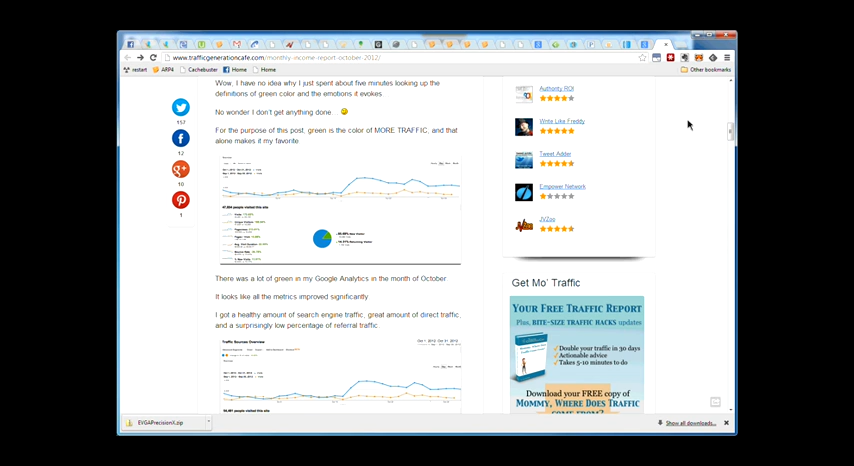 www.trafficgenerationcafe.com/monthly-income-report-october-2012/
restart ARP4 Cachebuster Home Home Other bookmarks
Wow, I have no idea why I just spent about five minutes looking up the
definitions of green color and the emotions it evokes.
No wonder I don't get anything done.
For the purpose of this post, green is the color of MORE TRAFFIC, and that
alone makes it my favorite.
157
12
10
1
There was a lot of green in my Google Analytics in the month of October.
It looks like all the metrics improved significantly
I got a healthy amount of search engine traffic, great amount of direct traffic,
and a surprisingly low percentage of referral traffic
Traffic Sources Overview
Authority ROI
Write Like Freddy
Tweet Adder
Empower Network
JVZoo
Get Mo' Traffic
YOUR FREE TRAFFIC REPORT
Plus, BITE-SIZE TRAFFIC HACKS updates
Double your traffic in 30 days
Actionable advice
Takes 5-10 minutes to do
Download your FREE copy of
MOMMY, WHERE DOES TRAFFIC
COME FROM?
EVGAPrecisionX.zip
Show all downloads...